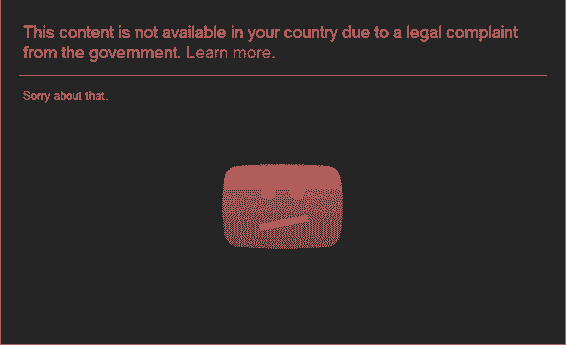 This content is not available in your country due to a legal complaint
from the government. Learn more.
Sorry about that.